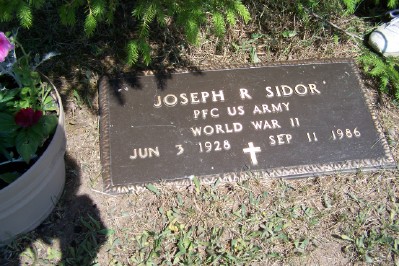 JOSEPH R SIDOR
PFC US ARMY
WORLD WAR II
JUN 3 1928 SEP 11 1986